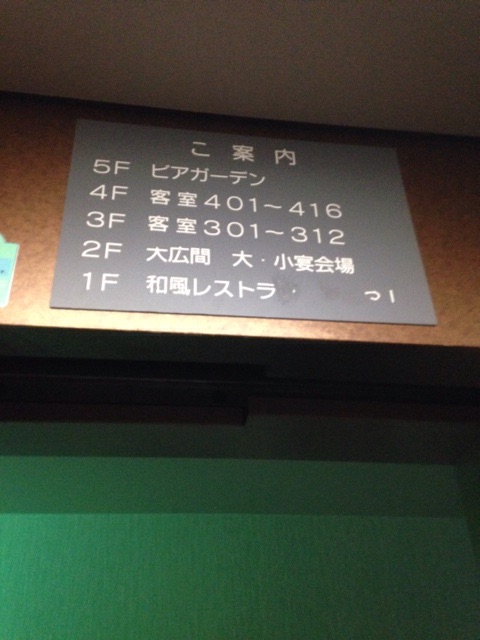 ご案内
5F ビアガーデン
4F 客室401～416
3F 客室301～312
2F 大広間 大・小宴会場
1F 和風レストラ